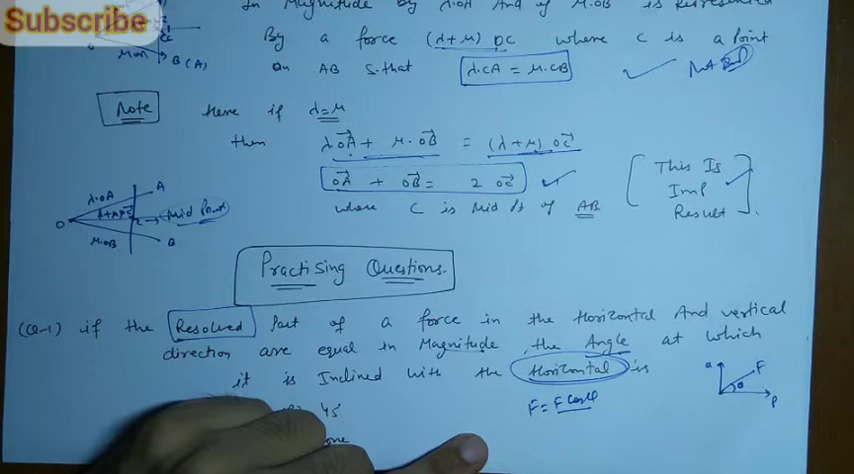 Subscribe
In Magnitude By λ.OA And of μ.OB is Represented
By a force (λ+μ) OC where C is a Point
On AB S.that λ.CA = μ.CB
B (A)
Note Here if λ=μ
then λ OA + μ. OB = (λ+μ) OC
OA + OB = 2 OC
where C is Mid Pt of AB.
This Is
Imp
Result.
λ.OA A
O Mid Point
μ.OB B
Practising Questions.
(Q-1) if the Resolved Part of a force in the Horizontal And vertical
direction are equal in Magnitude, the Angle at which
it is Inclined with the Horizontal is
F
θ
P
45
one